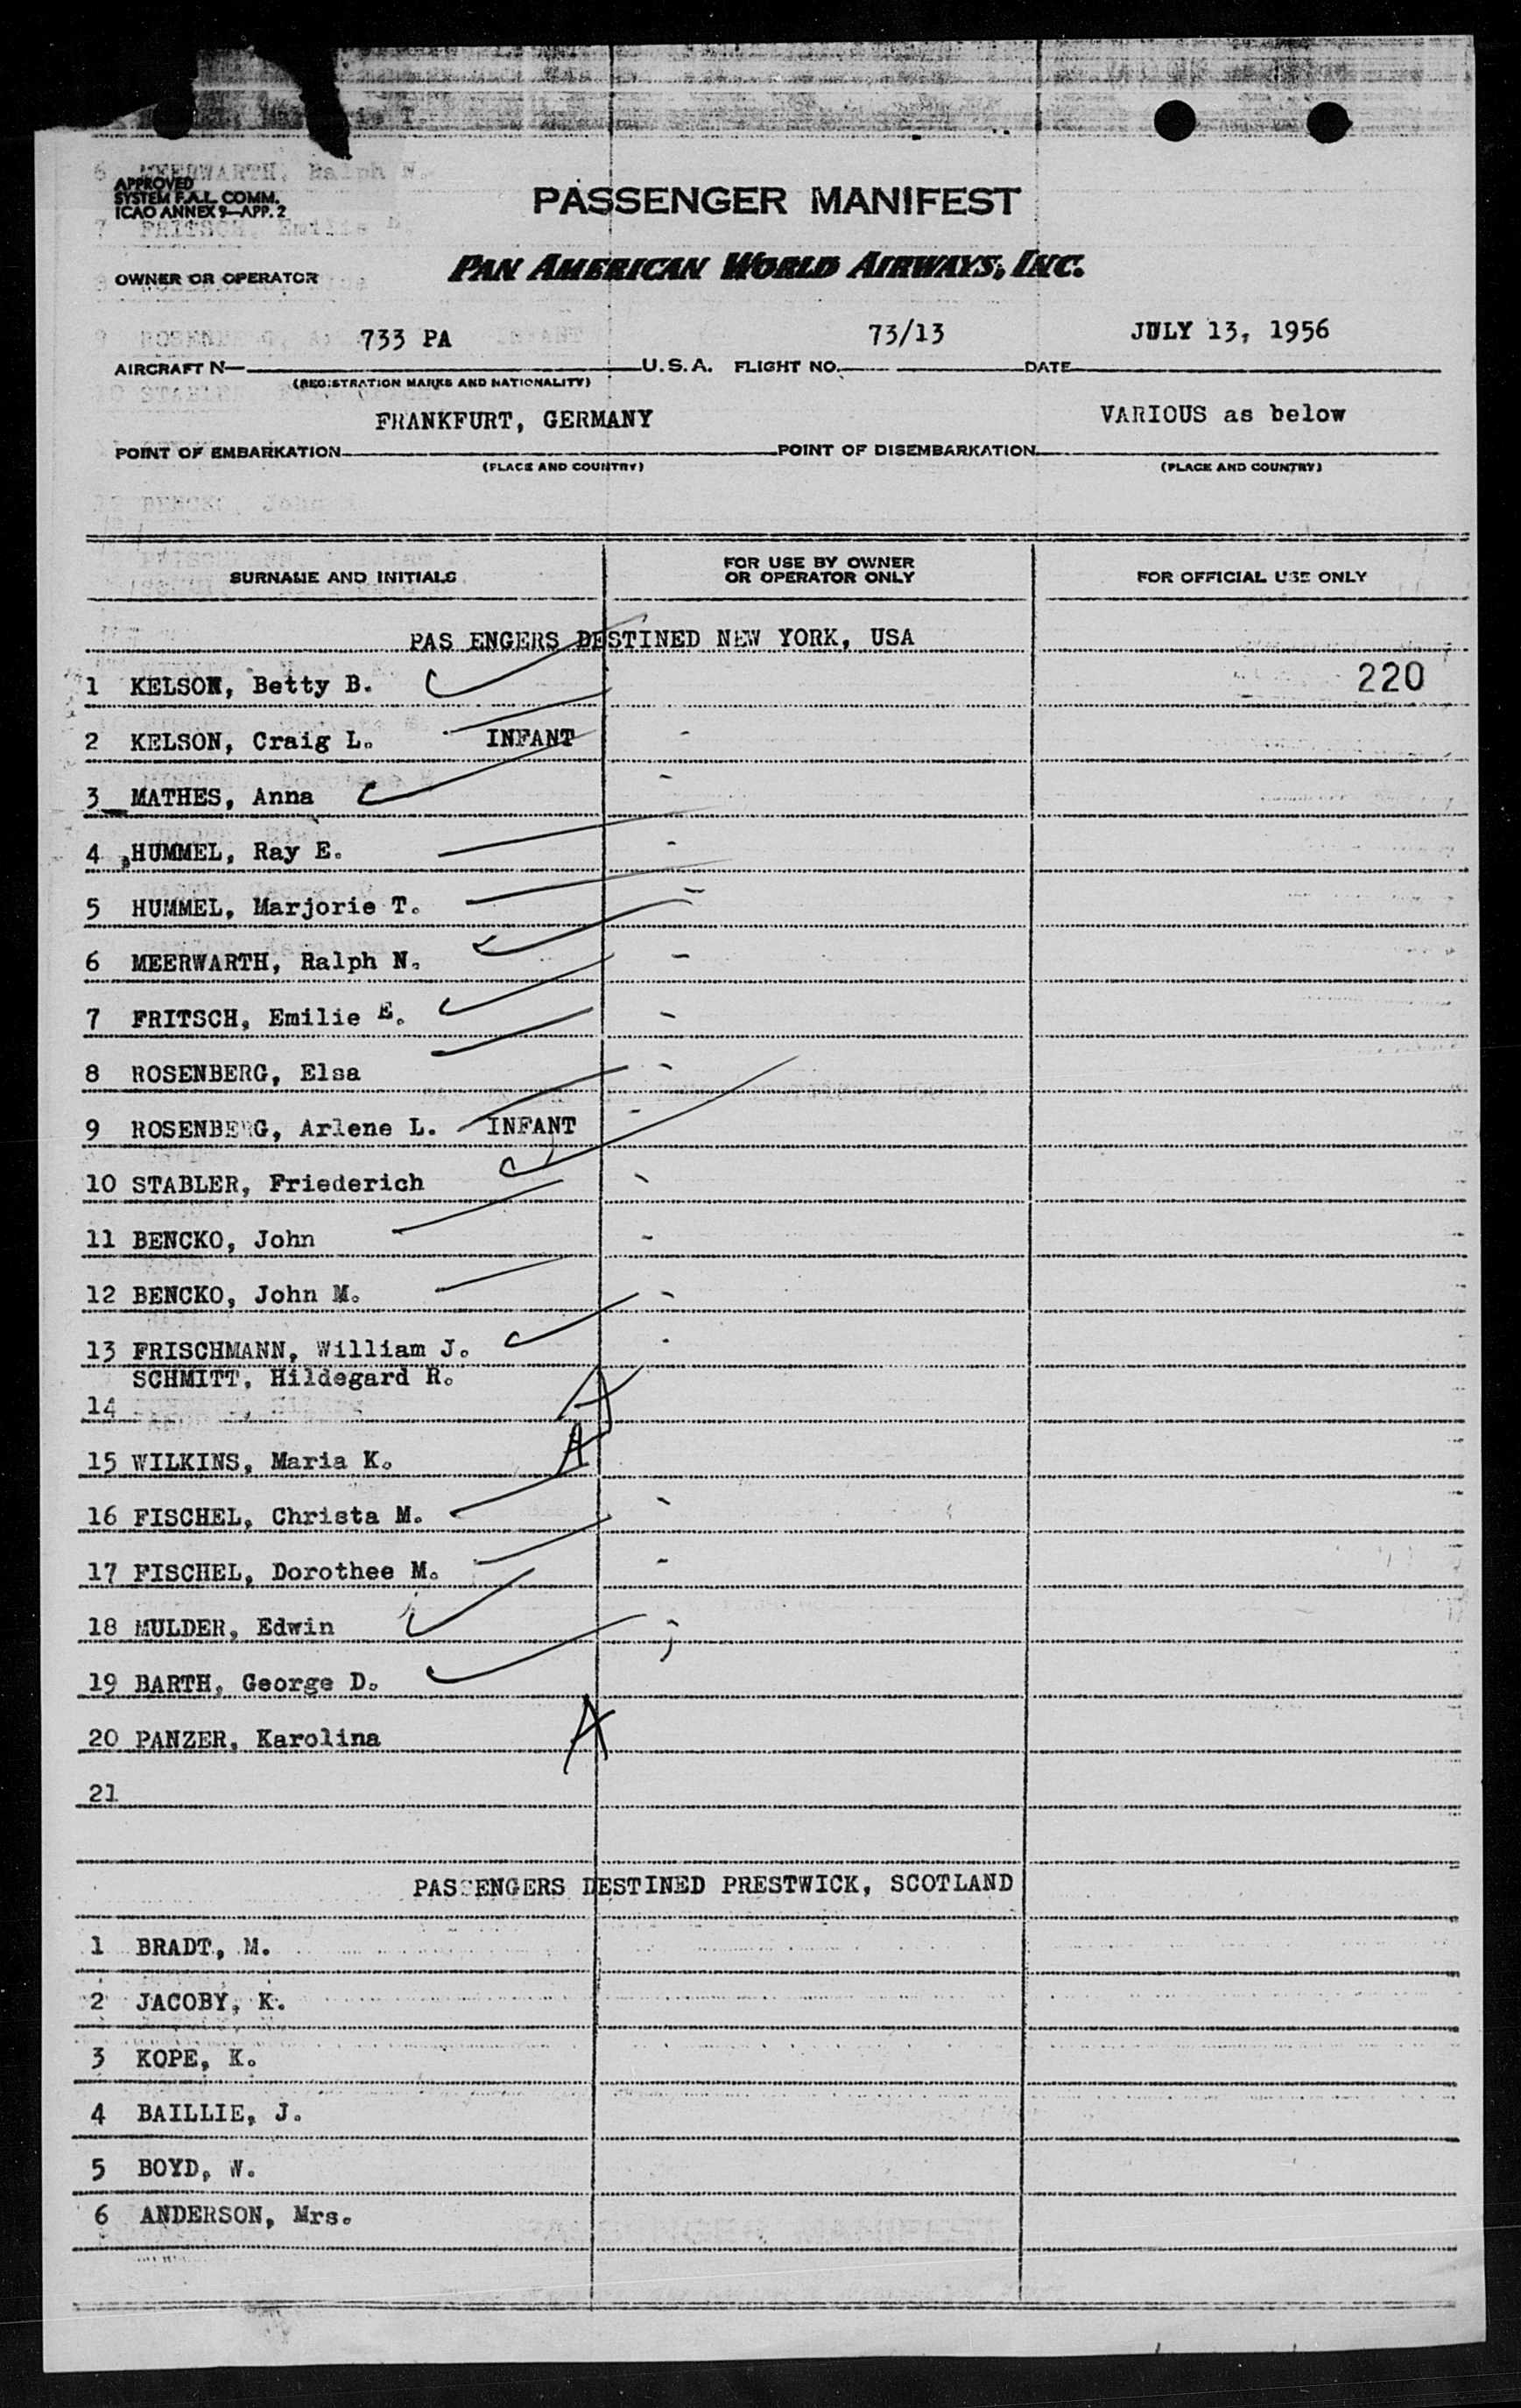 APPROVED
SYSTEM F.A.L. COMM.
ICAO ANNEX 9—APP. 2
PASSENGER MANIFEST
OWNER OR OPERATOR PAN AMERICAN WORLD AIRWAYS, INC.
733 PA 73/13 JULY 13, 1956
AIRCRAFT N— U.S.A. FLIGHT NO. DATE
(REGISTRATION MARKS AND NATIONALITY)
FRANKFURT, GERMANY VARIOUS as below
POINT OF EMBARKATION POINT OF DISEMBARKATION
(PLACE AND COUNTRY) (PLACE AND COUNTRY)
SURNAME AND INITIALS FOR USE BY OWNER OR OPERATOR ONLY FOR OFFICIAL USE ONLY
PAS ENGERS DESTINED NEW YORK, USA
1 KELSON, Betty B. 220
2 KELSON, Craig L. INFANT
3 MATHES, Anna
4 HUMMEL, Ray E.
5 HUMMEL, Marjorie T.
6 MEERWARTH, Ralph N.
7 FRITSCH, Emilie E.
8 ROSENBERG, Elsa
9 ROSENBERG, Arlene L. INFANT
10 STABLER, Friederich
11 BENCKO, John
12 BENCKO, John M.
13 FRISCHMANN, William J.
SCHMITT, Hildegard R.
14 A
15 WILKINS, Maria K. A
16 FISCHEL, Christa M.
17 FISCHEL, Dorothee M.
18 MULDER, Edwin
19 BARTH, George D.
20 PANZER, Karolina A
21
PASSENGERS DESTINED PRESTWICK, SCOTLAND
1 BRADT, M.
2 JACOBY, K.
3 KOPE, K.
4 BAILLIE, J.
5 BOYD, W.
6 ANDERSON, Mrs.